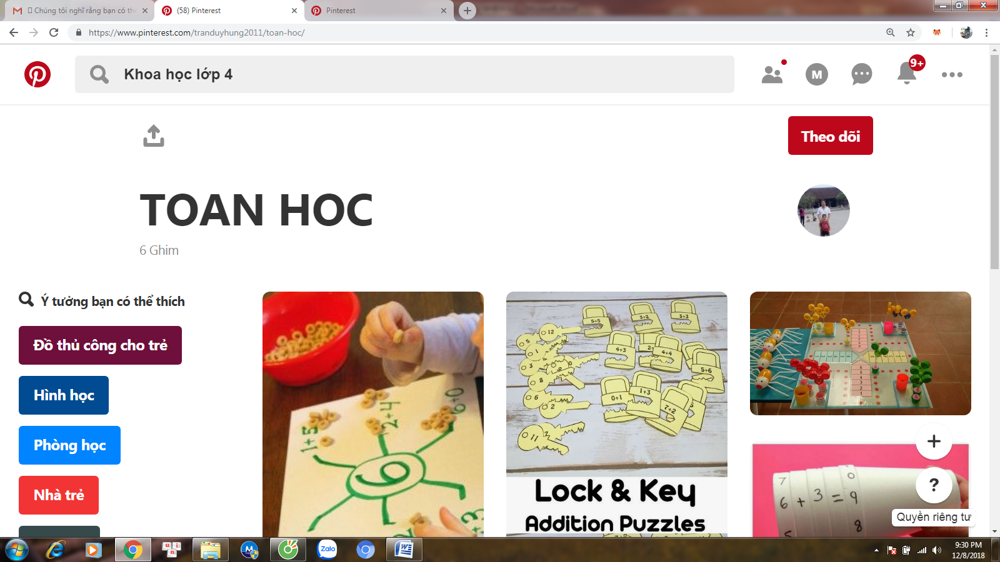 Chúng tôi nghĩ rằng bạn có th
(58) Pinterest
Pinterest
https://www.pinterest.com/tranduyhung2011/toan-hoc/
Khoa học lớp 4
M
9+
Theo dõi
TOAN HOC
6 Ghim
Ý tưởng bạn có thể thích
Đồ thủ công cho trẻ
Hình học
Phòng học
Nhà trẻ
1+5
2+4
6+0
6
5+5
3+2
3+3
4+3
4+4
5+6
0+1
1+3
7+2
5
12
1
3
8
6
2
11
Lock & Key
Addition Puzzles
7
6 + 3 = 9
0
8
5
?
Quyền riêng tư
Zalo
9:30 PM
12/8/2018